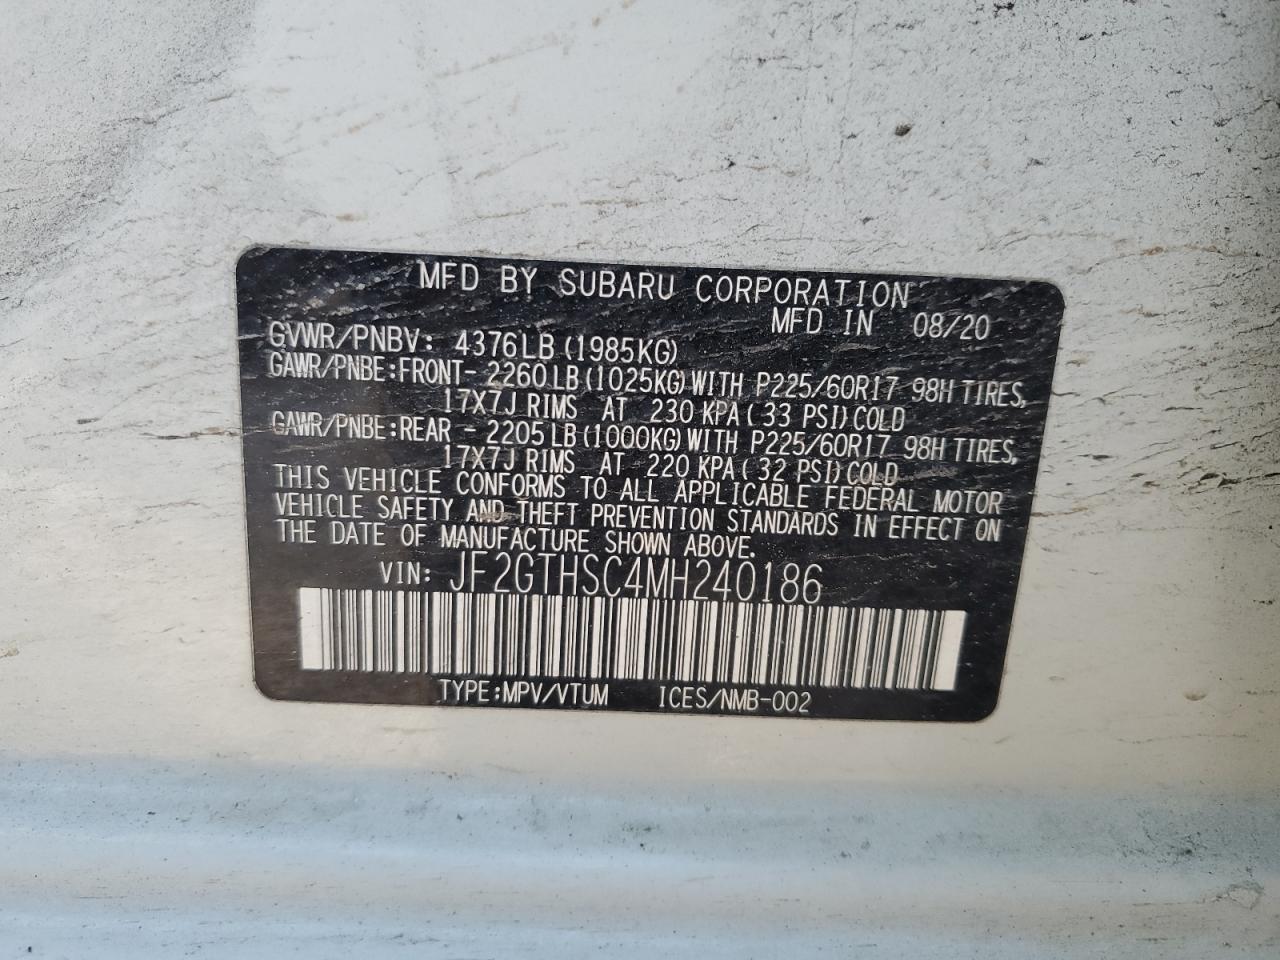 MFD BY SUBARU CORPORATION
MFD IN 08/20
GVWR/PNBV: 4376LB(1985KG)
GAWR/PNBE:FRONT- 2260LB(1025KG)WITH P225/60R17 98H TIRES,
17X7J RIMS AT 230 KPA(33 PSI)COLD
GAWR/PNBE:REAR - 2205LB(1000KG)WITH P225/60R17 98H TIRES,
17X7J RIMS AT 220 KPA(32 PSI)COLD
THIS VEHICLE CONFORMS TO ALL APPLICABLE FEDERAL MOTOR
VEHICLE SAFETY AND THEFT PREVENTION STANDARDS IN EFFECT ON
THE DATE OF MANUFACTURE SHOWN ABOVE.
VIN: JF2GTHSC4MH240186
TYPE:MPV/VTUM ICES/NMB-002